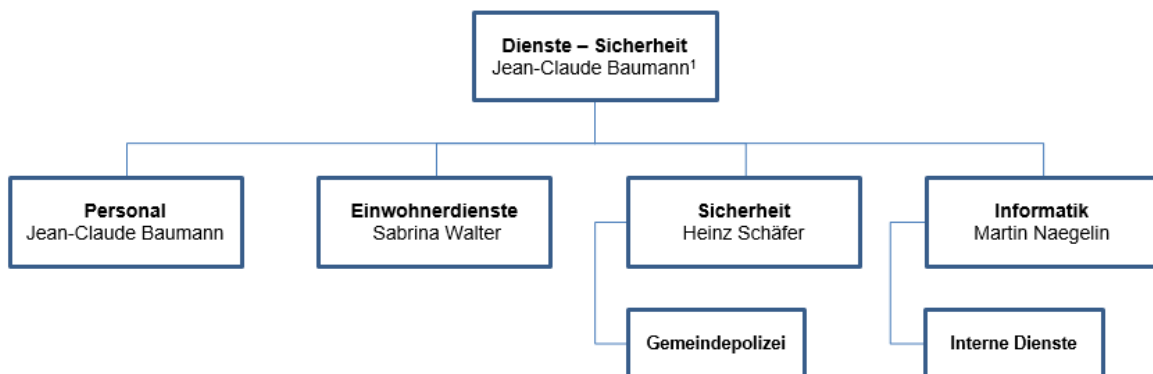 Dienste – Sicherheit
Jean-Claude Baumann¹
Personal
Jean-Claude Baumann
Einwohnerdienste
Sabrina Walter
Sicherheit
Heinz Schäfer
Informatik
Martin Naegelin
Gemeindepolizei
Interne Dienste